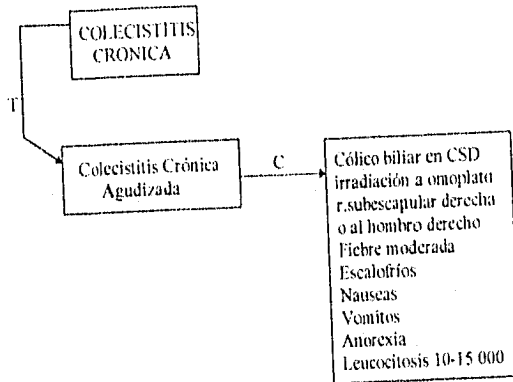 COLECISTITIS
CRONICA
T
Colecistitis Crónica
Agudizada
C
Cólico biliar en CSD
irradiación a omoplata
r.subescapular derecha
o al hombro derecho
Fiebre moderada
Escalofríos
Nauseas
Vomitos
Anorexia
Leucocitosis 10-15 000